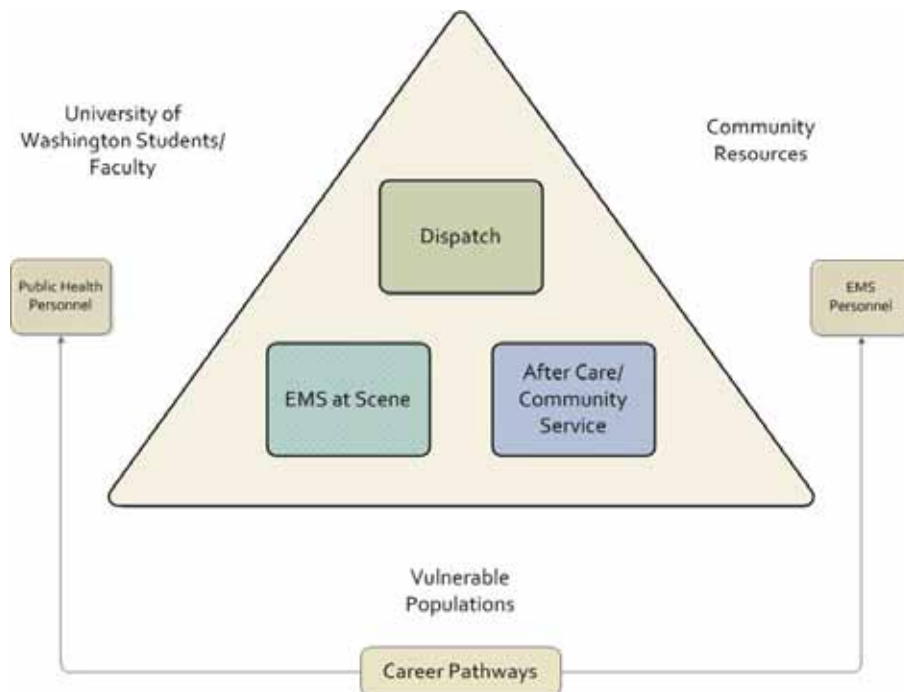 University of
Washington Students/
Faculty
Community
Resources
Dispatch
Public Health
Personnel
EMS
Personnel
EMS at Scene
After Care/
Community
Service
Vulnerable
Populations
Career Pathways